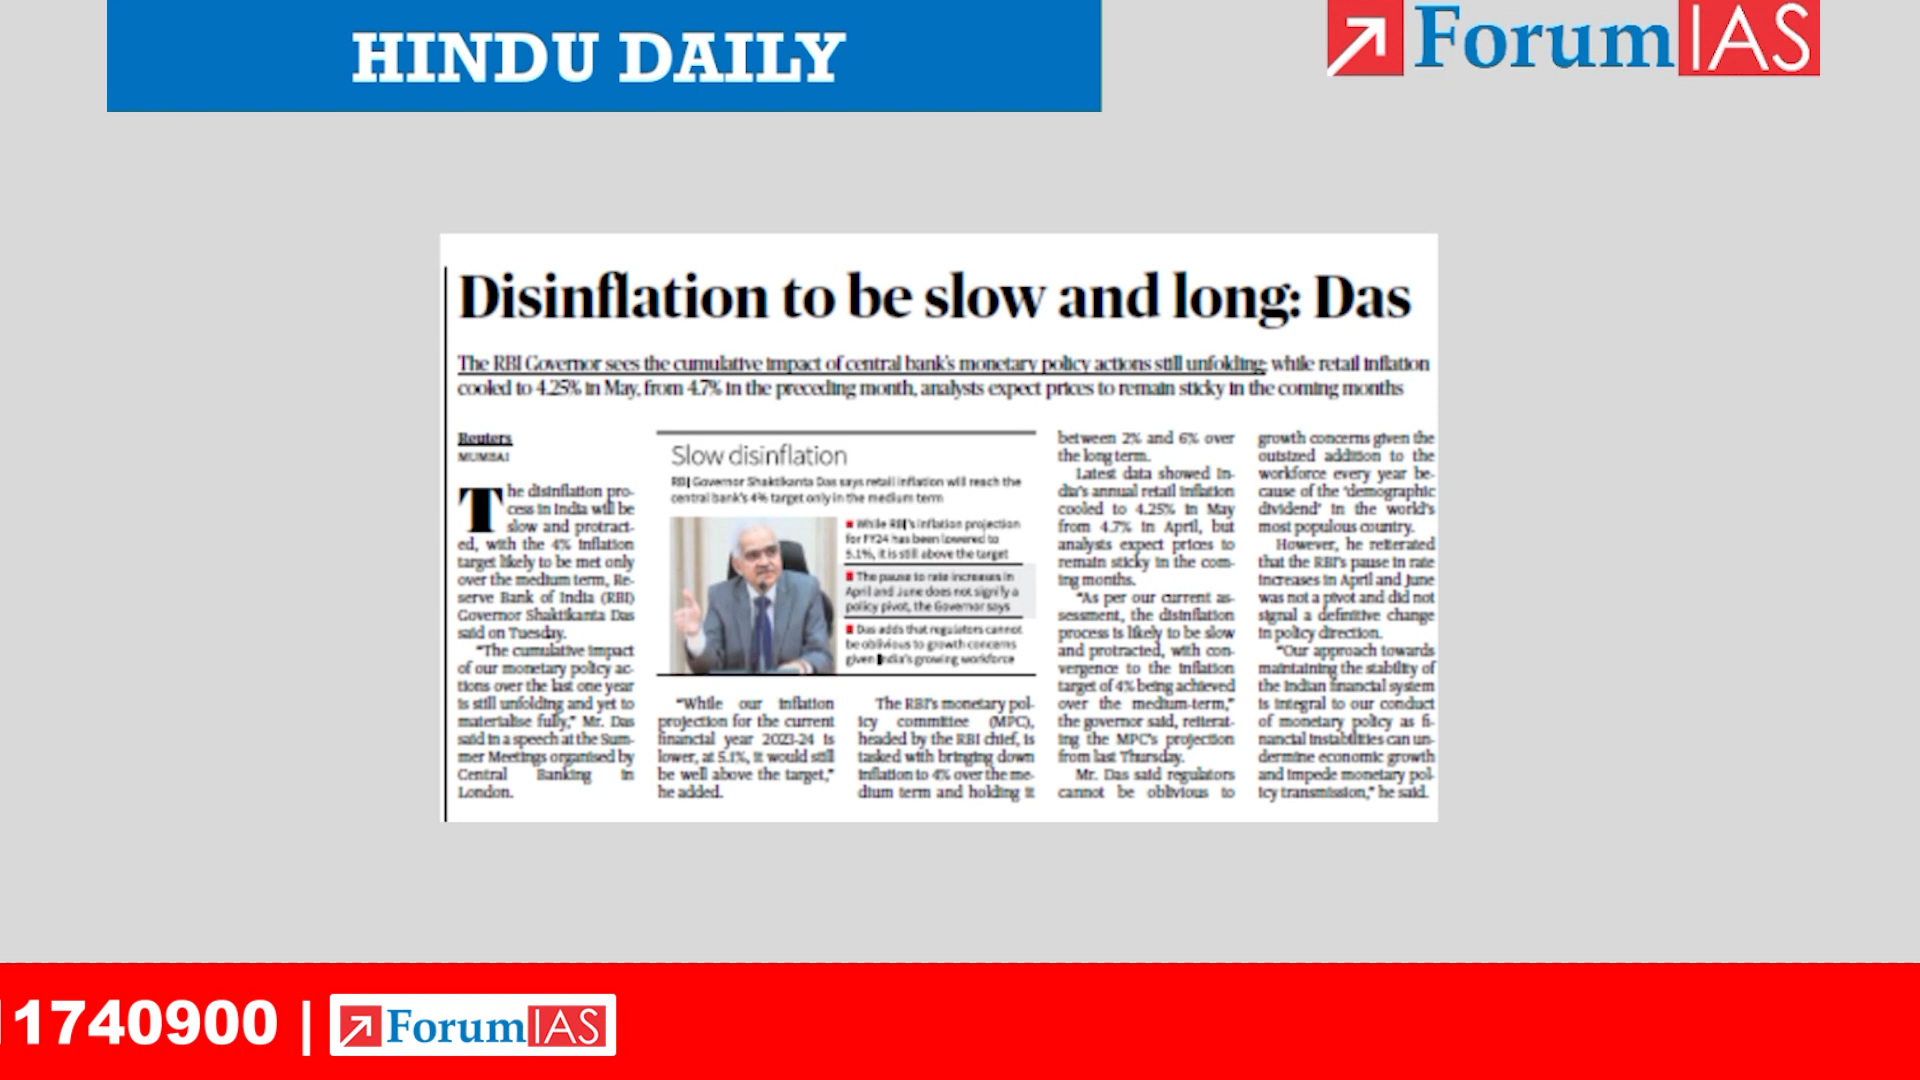 HINDU DAILY
ForumIAS
Disinflation to be slow and long: Das
The RBI Governor sees the cumulative impact of central bank's monetary policy actions still unfolding; while retail inflation
cooled to 4.25% in May, from 4.7% in the preceding month, analysts expect prices to remain sticky in the coming months
Reuters
MUMBAI
The disinflation pro-
cess in India will be
slow and protract-
ed, with the 4% inflation
target likely to be met only
over the medium term, Re-
serve Bank of India (RBI)
Governor Shaktikanta Das
said on Tuesday.
"The cumulative impact
of our monetary policy ac-
tions over the last one year
is still unfolding and yet to
materialise fully," Mr. Das
said in a speech at the Sum-
mer Meetings organised by
Central Banking in
London.
Slow disinflation
RBI Governor Shaktikanta Das says retail inflation will reach the
central bank's 4% target only in the medium term
While RBI's inflation projection
for FY24 has been lowered to
5.1%, it is still above the target
The pause to rate increases in
April and June does not signify a
policy pivot, the Governor says
Das adds that regulators cannot
be oblivious to growth concerns
given India's growing workforce
"While our inflation
projection for the current
financial year 2023-24 is
lower, at 5.1%, it would still
be well above the target,"
he added.
The RBI's monetary pol-
icy committee (MPC),
headed by the RBI chief, is
tasked with bringing down
inflation to 4% over the me-
dium term and holding it
between 2% and 6% over
the long term.
Latest data showed In-
dia's annual retail inflation
cooled to 4.25% in May
from 4.7% in April, but
analysts expect prices to
remain sticky in the com-
ing months.
"As per our current as-
sessment, the disinflation
process is likely to be slow
and protracted, with con-
vergence to the inflation
target of 4% being achieved
over the medium-term,"
the governor said, reiterat-
ing the MPC's projection
from last Thursday.
Mr. Das said regulators
cannot be oblivious to
growth concerns given the
outsized addition to the
workforce every year be-
cause of the 'demographic
dividend' in the world's
most populous country.
However, he reiterated
that the RBI's pause in rate
increases in April and June
was not a pivot and did not
signal a definitive change
in policy direction.
"Our approach towards
maintaining the stability of
the Indian financial system
is integral to our conduct
of monetary policy as fi-
nancial instabilities can un-
dermine economic growth
and impede monetary pol-
icy transmission," he said.
11740900 | ForumIAS